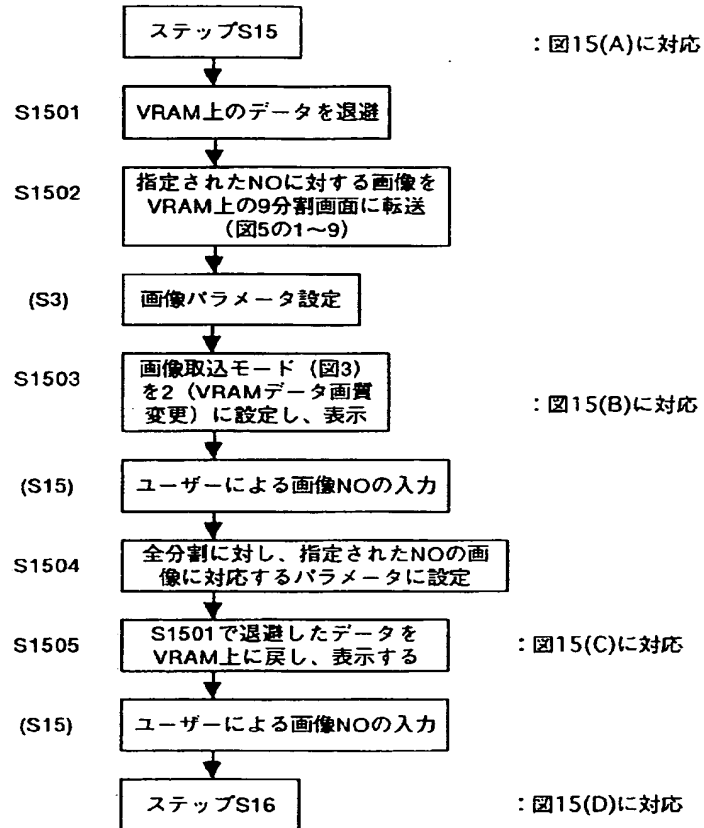 ステップS15
：図15(A)に対応
S1501
VRAM上のデータを退避
S1502
指定されたNOに対する画像を
VRAM上の9分割画面に転送
（図5の1～9）
(S3)
画像パラメータ設定
S1503
画像取込モード（図3）
を2（VRAMデータ画質
変更）に設定し、表示
：図15(B)に対応
(S15)
ユーザーによる画像NOの入力
S1504
全分割に対し、指定されたNOの画
像に対応するパラメータに設定
S1505
S1501で退避したデータを
VRAM上に戻し、表示する
：図15(C)に対応
(S15)
ユーザーによる画像NOの入力
ステップS16
：図15(D)に対応